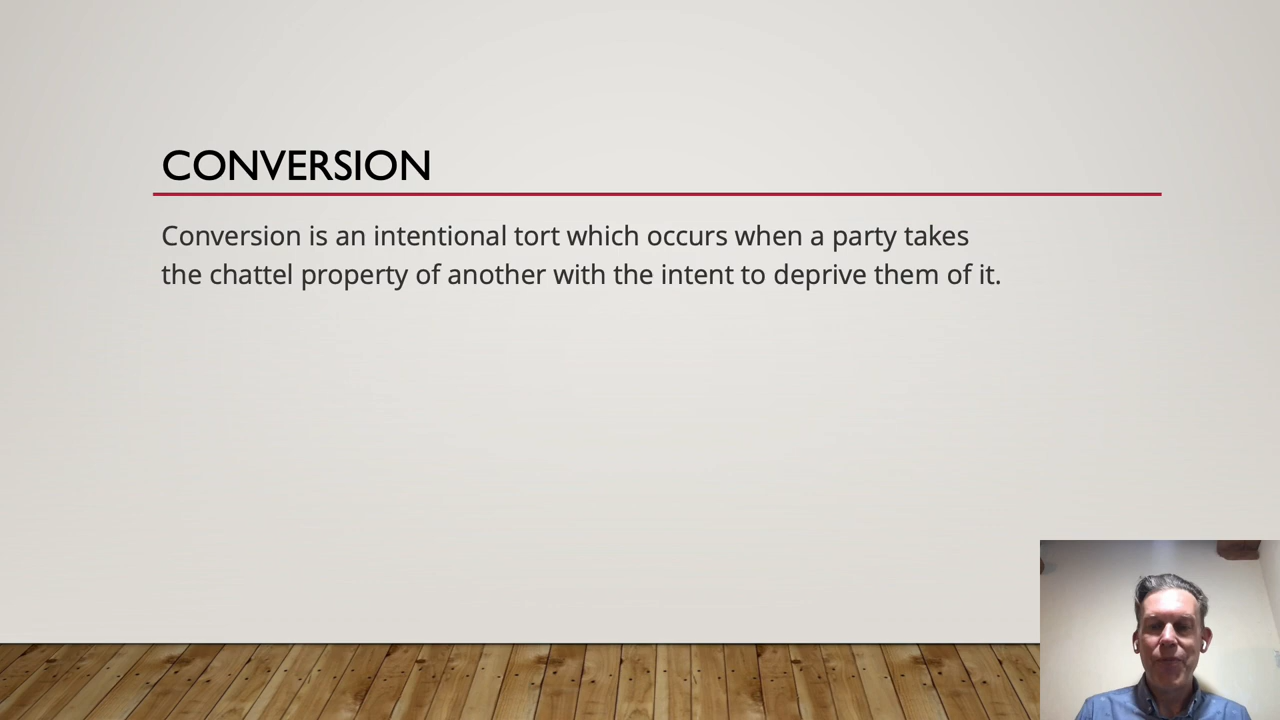 CONVERSION
Conversion is an intentional tort which occurs when a party takes
the chattel property of another with the intent to deprive them of it.